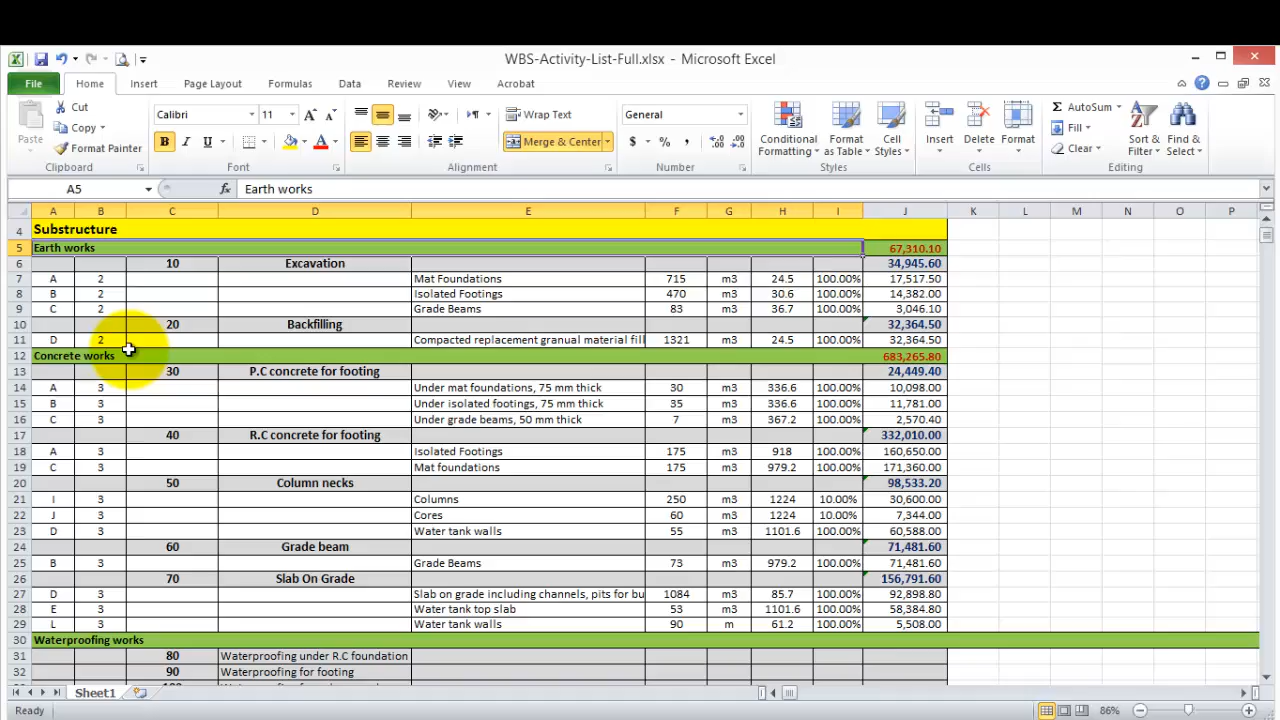 WBS-Activity-List-Full.xlsx - Microsoft Excel
File Home Insert Page Layout Formulas Data Review View Acrobat
Paste Cut Copy Format Painter Clipboard
Calibri 11 B I U A A A Font
Wrap Text Merge & Center Alignment
General $ % , Number
Conditional Formatting Format as Table Cell Styles Styles
Insert Delete Format Cells
Σ AutoSum Fill Clear Sort & Filter Find & Select Editing
A5 fx Earth works
A B C D E F G H I J K L M N O P
4 Substructure
5 Earth works 67,310.10
6 10 Excavation 34,945.60
7 A 2 Mat Foundations 715 m3 24.5 100.00% 17,517.50
8 B 2 Isolated Footings 470 m3 30.6 100.00% 14,382.00
9 C 2 Grade Beams 83 m3 36.7 100.00% 3,046.10
10 20 Backfilling 32,364.50
11 D 2 Compacted replacement granual material fill 1321 m3 24.5 100.00% 32,364.50
12 Concrete works 683,265.80
13 30 P.C concrete for footing 24,449.40
14 A 3 Under mat foundations, 75 mm thick 30 m3 336.6 100.00% 10,098.00
15 B 3 Under isolated footings, 75 mm thick 35 m3 336.6 100.00% 11,781.00
16 C 3 Under grade beams, 50 mm thick 7 m3 367.2 100.00% 2,570.40
17 40 R.C concrete for footing 332,010.00
18 A 3 Isolated Footings 175 m3 918 100.00% 160,650.00
19 C 3 Mat foundations 175 m3 979.2 100.00% 171,360.00
20 50 Column necks 98,533.20
21 I 3 Columns 250 m3 1224 10.00% 30,600.00
22 J 3 Cores 60 m3 1224 10.00% 7,344.00
23 D 3 Water tank walls 55 m3 1101.6 100.00% 60,588.00
24 60 Grade beam 71,481.60
25 B 3 Grade Beams 73 m3 979.2 100.00% 71,481.60
26 70 Slab On Grade 156,791.60
27 D 3 Slab on grade including channels, pits for bu 1084 m3 85.7 100.00% 92,898.80
28 E 3 Water tank top slab 53 m3 1101.6 100.00% 58,384.80
29 L 3 Water tank walls 90 m 61.2 100.00% 5,508.00
30 Waterproofing works
31 80 Waterproofing under R.C foundation
32 90 Waterproofing for footing
Sheet1
Ready 86%